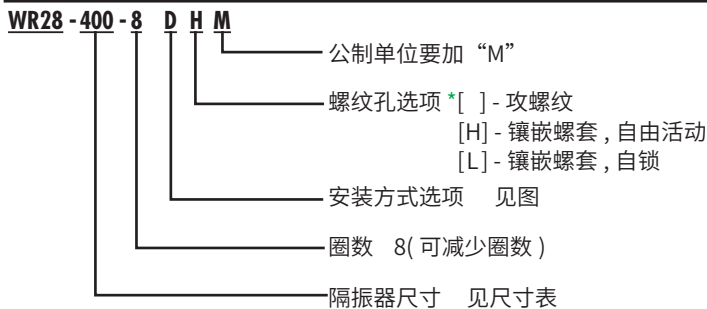 WR28 - 400 - 8 D H M
公制单位要加“M”
螺纹孔选项 *[ ] - 攻螺纹
[H] - 镶嵌螺套 , 自由活动
[L] - 镶嵌螺套 , 自锁
安装方式选项 见图
圈数 8( 可减少圈数 )
隔振器尺寸 见尺寸表